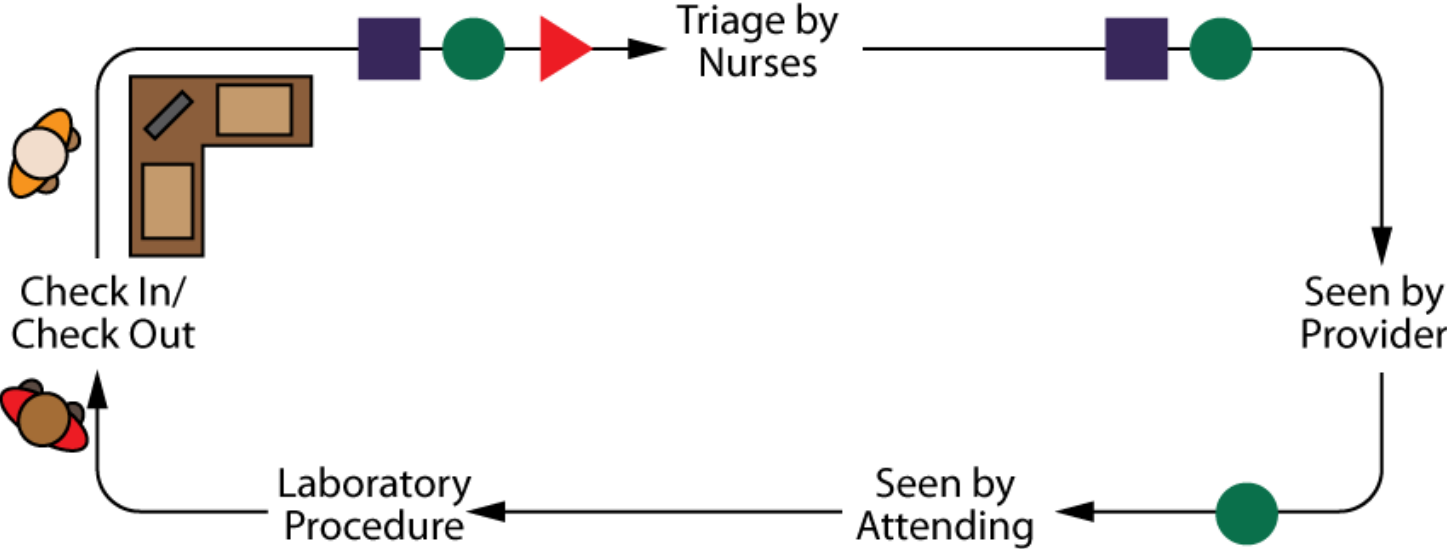 Triage by
Nurses
Check In/
Check Out
Seen by
Provider
Laboratory
Procedure
Seen by
Attending